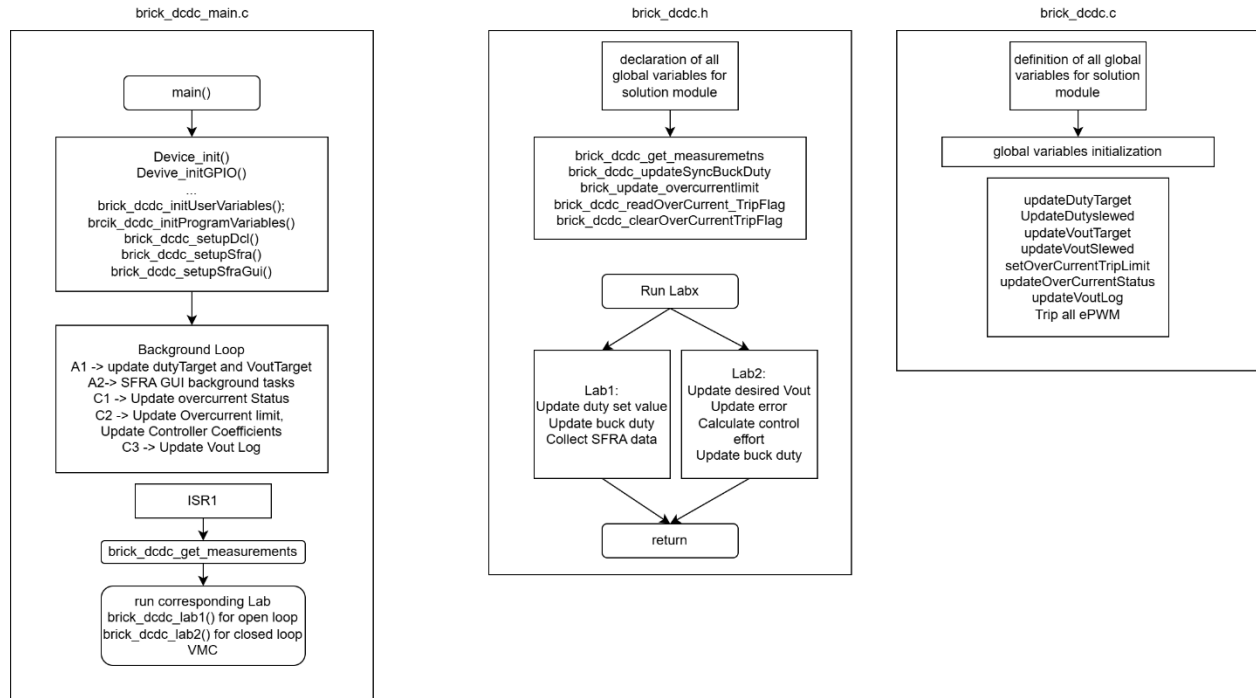 brick_dcdc_main.c
main()
Device_init()
Devive_initGPIO()
...
brick_dcdc_initUserVariables();
brcik_dcdc_initProgramVariables()
brick_dcdc_setupDcl()
brick_dcdc_setupSfra()
brick_dcdc_setupSfraGui()
Background Loop
A1 -> update dutyTarget and VoutTarget
A2-> SFRA GUI background tasks
C1 -> Update overcurrent Status
C2 -> Update Overcurrent limit,
Update Controller Coefficients
C3 -> Update Vout Log
ISR1
brick_dcdc_get_measurements
run corresponding Lab
brick_dcdc_lab1() for open loop
brick_dcdc_lab2() for closed loop
VMC
brick_dcdc.h
declaration of all
global variables for
solution module
brick_dcdc_get_measuremetns
brick_dcdc_updateSyncBuckDuty
brick_update_overcurrentlimit
brick_dcdc_readOverCurrent_TripFlag
brick_dcdc_clearOverCurrentTripFlag
Run Labx
Lab1:
Update duty set value
Update buck duty
Collect SFRA data
Lab2:
Update desired Vout
Update error
Calculate control
effort
Update buck duty
return
brick_dcdc.c
definition of all global
variables for solution
module
global variables initialization
updateDutyTarget
UpdateDutyslewed
updateVoutTarget
updateVoutSlewed
setOverCurrentTripLimit
updateOverCurrentStatus
updateVoutLog
Trip all ePWM